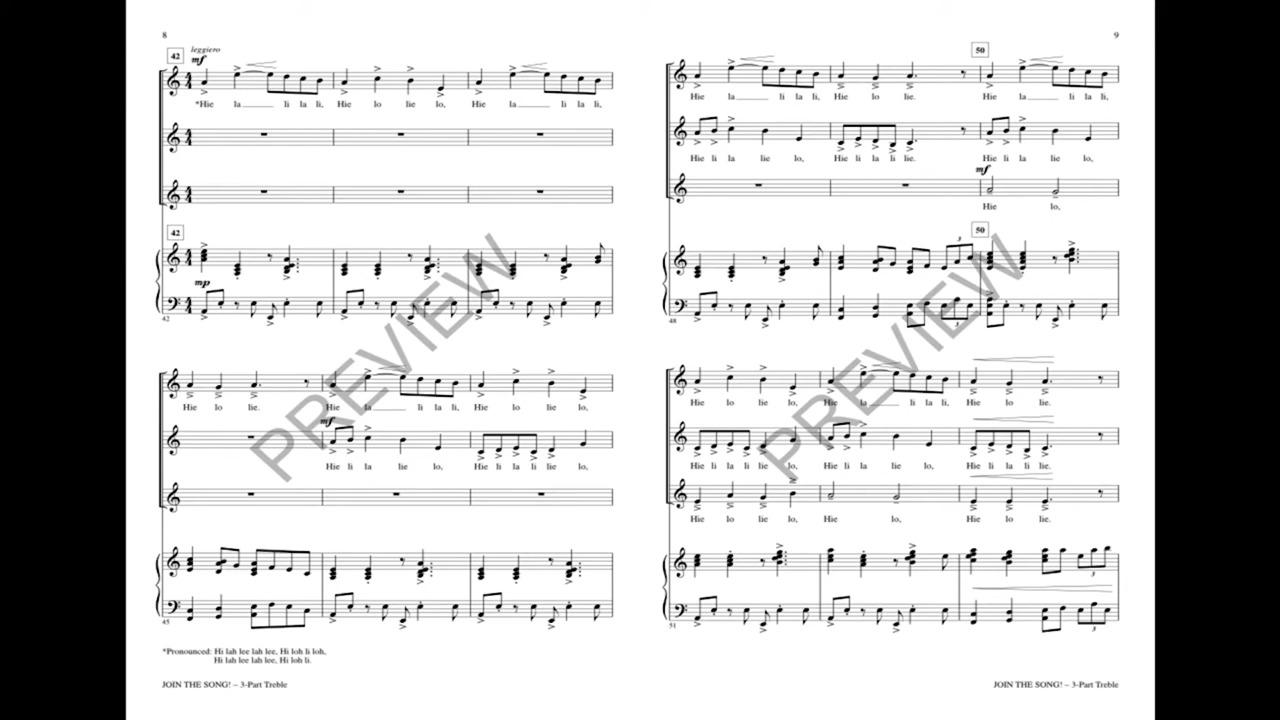 8
42 leggiero
mf
*Hie la li la li, Hie lo lie lo, Hie la li la li,
42
mp
42
Hie lo lie. Hie la li la li, Hie lo lie lo,
mf
Hie li la lie lo, Hie li la li lie lo,
45
*Pronounced: Hi lah lee lah lee, Hi loh li loh,
Hi lah lee lah lee, Hi loh li.
JOIN THE SONG! – 3-Part Treble
9
50
Hie la li la li, Hie lo lie. Hie la li la li,
Hie li la lie lo, Hie li la li lie. Hie li la lie lo,
mf
Hie lo,
50
3
48
3
Hie lo lie lo, Hie la li la li, Hie lo lie.
Hie li la li lie lo, Hie li la lie lo, Hie li la li lie.
Hie lo lie lo, Hie lo, Hie lo lie.
3
51
3
JOIN THE SONG! – 3-Part Treble
PREVIEW
PREVIEW